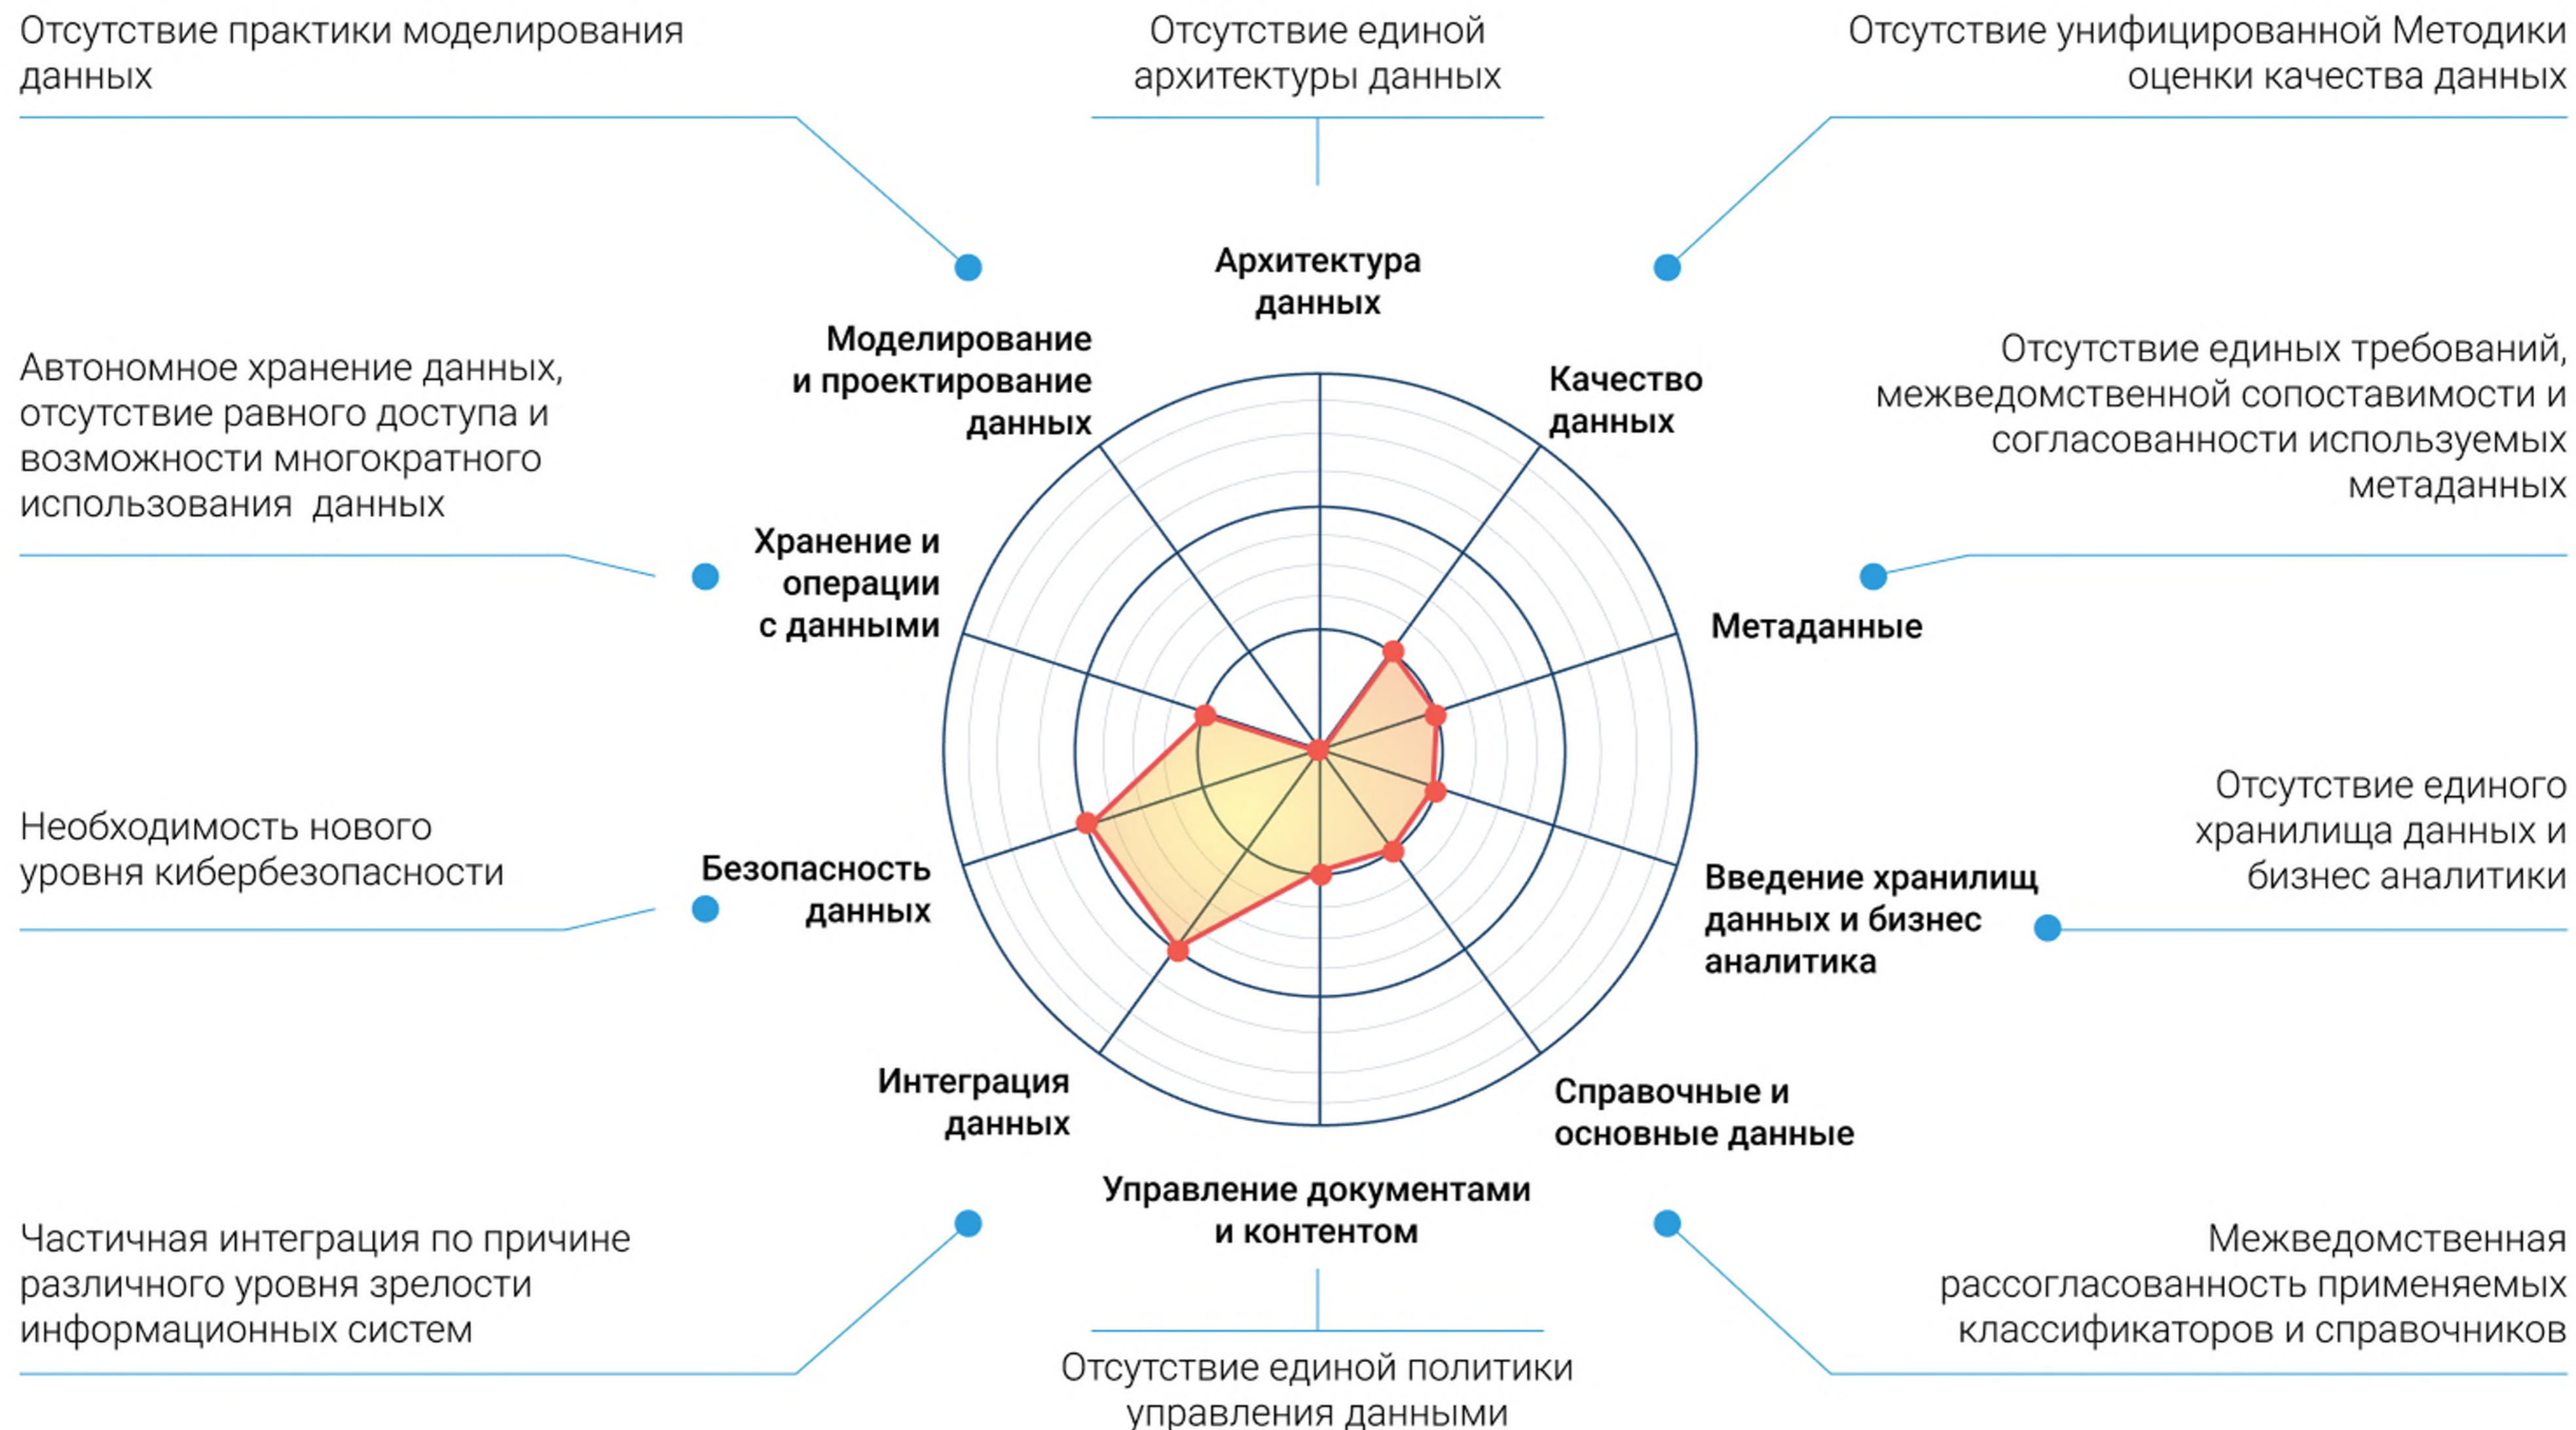 Отсутствие практики моделирования
данных
Отсутствие единой
архитектуры данных
Отсутствие унифицированной Методики
оценки качества данных
Архитектура
данных
Моделирование
и проектирование
данных
Качество
данных
Автономное хранение данных,
отсутствие равного доступа и
возможности многократного
использования  данных
Отсутствие единых требований,
межведомственной сопоставимости и
согласованности используемых
метаданных
Хранение и
операции
с данными
Метаданные
Необходимость нового
уровня кибербезопасности
Безопасность
данных
Введение хранилищ
данных и бизнес
аналитика
Отсутствие единого
хранилища данных и
бизнес аналитики
Интеграция
данных
Справочные и
основные данные
Управление документами
и контентом
Частичная интеграция по причине
различного уровня зрелости
информационных систем
Отсутствие единой политики
управления данными
Межведомственная
рассогласованность применяемых
классификаторов и справочников